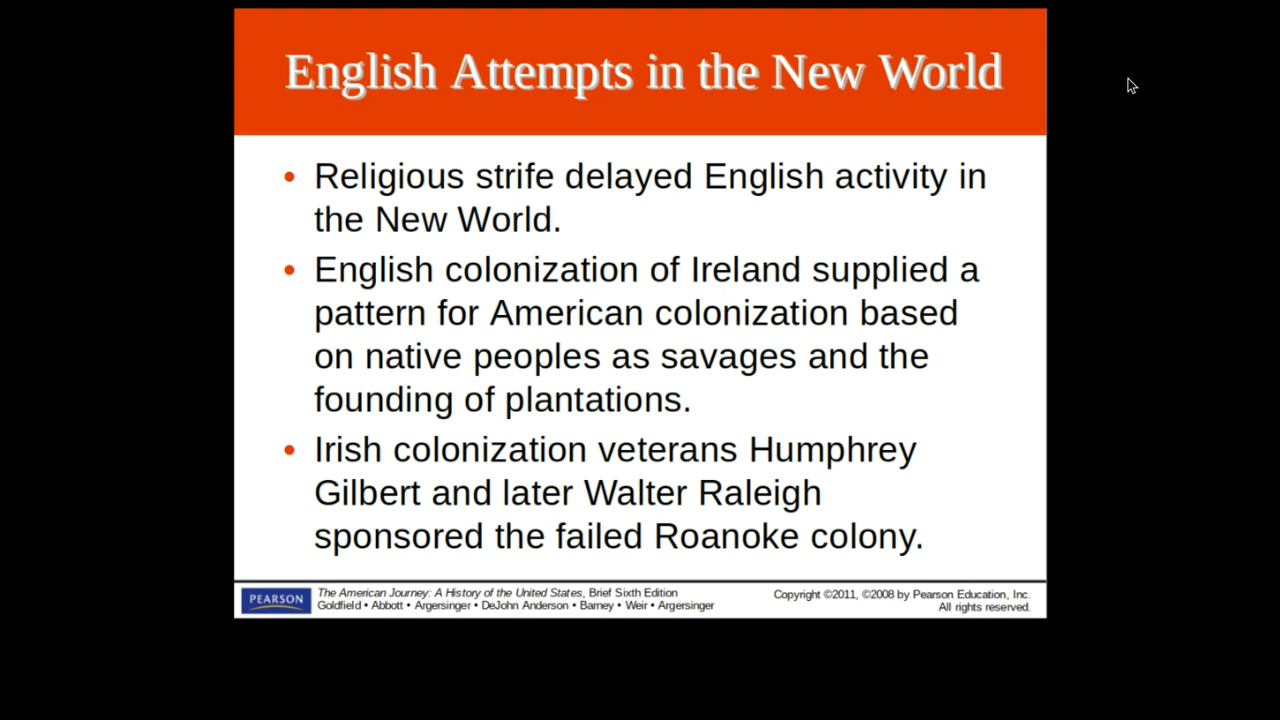 English Attempts in the New World
• Religious strife delayed English activity in
the New World.
• English colonization of Ireland supplied a
pattern for American colonization based
on native peoples as savages and the
founding of plantations.
• Irish colonization veterans Humphrey
Gilbert and later Walter Raleigh
sponsored the failed Roanoke colony.
PEARSON
The American Journey: A History of the United States, Brief Sixth Edition
Goldfield • Abbott • Argersinger • DeJohn Anderson • Barney • Weir • Argersinger
Copyright ©2011, ©2008 by Pearson Education, Inc.
All rights reserved.